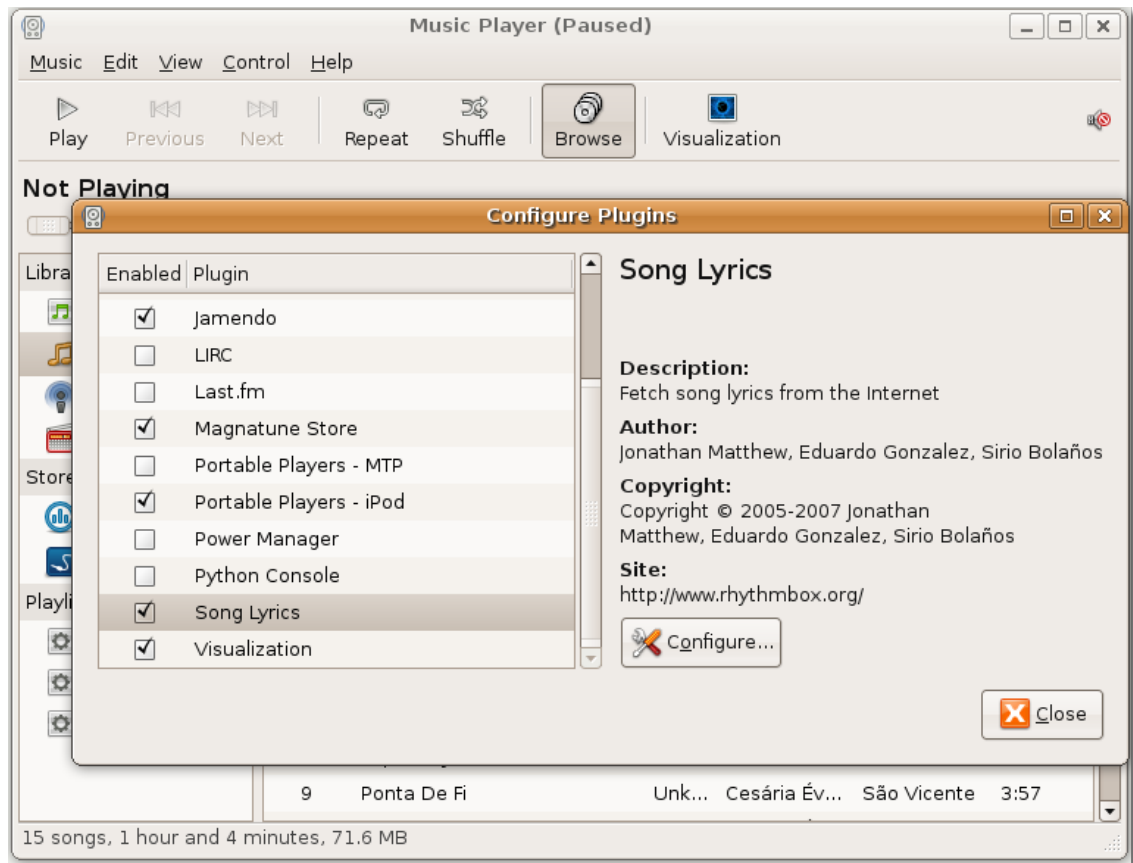 Music Player (Paused)
Music Edit View Control Help
Play Previous Next Repeat Shuffle Browse Visualization
Not Playing
Configure Plugins
Enabled Plugin
Jamendo
LIRC
Last.fm
Magnatune Store
Portable Players - MTP
Portable Players - iPod
Power Manager
Python Console
Song Lyrics
Visualization
Song Lyrics
Description:
Fetch song lyrics from the Internet
Author:
Jonathan Matthew, Eduardo Gonzalez, Sirio Bolaños
Copyright:
Copyright © 2005-2007 Jonathan
Matthew, Eduardo Gonzalez, Sirio Bolaños
Site:
http://www.rhythmbox.org/
Configure...
Close
Libra
Store
Playli
9 Ponta De Fi Unk... Cesária Év... São Vicente 3:57
15 songs, 1 hour and 4 minutes, 71.6 MB